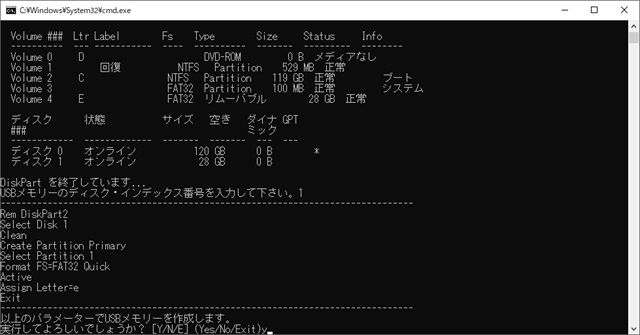 C:¥Windows¥System32¥cmd.exe
Volume ### Ltr Label Fs Type Size Status Info
---------- --- ----------- ---- ---------- ------- --------- --------
Volume 0 D DVD-ROM 0 B メディアなし
Volume 1 回復 NTFS Partition 529 MB 正常
Volume 2 C NTFS Partition 119 GB 正常 ブート
Volume 3 FAT32 Partition 100 MB 正常 システム
Volume 4 E FAT32 リムーバブル 28 GB 正常
ディスク 状態 サイズ 空き ダイナ GPT
### ミック
------------ ------------- ------- ------- --- ---
ディスク 0 オンライン 120 GB 0 B *
ディスク 1 オンライン 28 GB 0 B
DiskPart を終了しています...
USBメモリーのディスク・インデックス番号を入力して下さい。1
-------------------------------------------------------------------------------
Rem DiskPart2
Select Disk 1
Clean
Create Partition Primary
Select Partition 1
Format FS=FAT32 Quick
Active
Assign Letter=e
Exit
-------------------------------------------------------------------------------
以上のパラメーターでUSBメモリーを作成します。
実行してよろしいでしょうか? [Y/N/E] (Yes/No/Exit)y